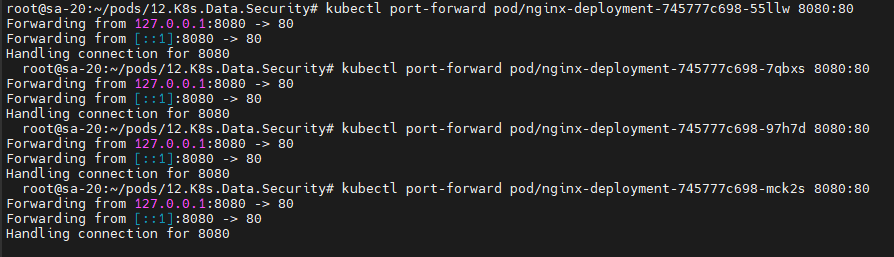 root@sa-20:~/pods/12.K8s.Data.Security# kubectl port-forward pod/nginx-deployment-745777c698-55llw 8080:80
Forwarding from 127.0.0.1:8080 -> 80
Forwarding from [::1]:8080 -> 80
Handling connection for 8080
root@sa-20:~/pods/12.K8s.Data.Security# kubectl port-forward pod/nginx-deployment-745777c698-7qbxs 8080:80
Forwarding from 127.0.0.1:8080 -> 80
Forwarding from [::1]:8080 -> 80
Handling connection for 8080
root@sa-20:~/pods/12.K8s.Data.Security# kubectl port-forward pod/nginx-deployment-745777c698-97h7d 8080:80
Forwarding from 127.0.0.1:8080 -> 80
Forwarding from [::1]:8080 -> 80
Handling connection for 8080
root@sa-20:~/pods/12.K8s.Data.Security# kubectl port-forward pod/nginx-deployment-745777c698-mck2s 8080:80
Forwarding from 127.0.0.1:8080 -> 80
Forwarding from [::1]:8080 -> 80
Handling connection for 8080